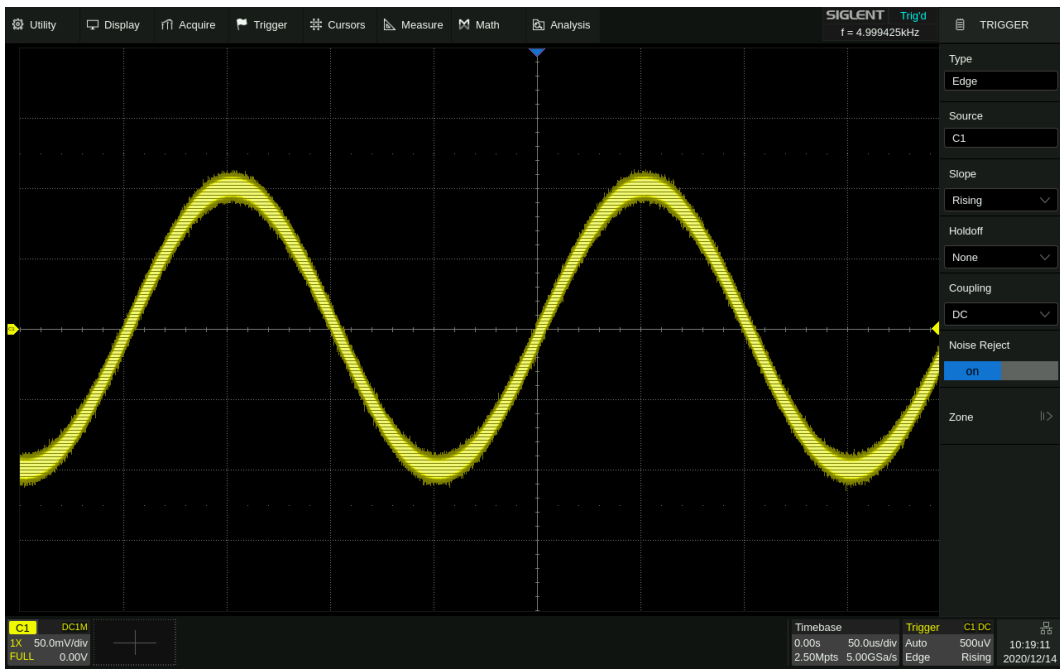 Utility Display Acquire Trigger Cursors Measure Math Analysis
SIGLENT Trig'd
f = 4.999425kHz
TRIGGER
Type
Edge
Source
C1
Slope
Rising
Holdoff
None
Coupling
DC
Noise Reject
on
Zone
C1 DC1M
1X 50.0mV/div
FULL 0.00V
Timebase
0.00s 50.0us/div
2.50Mpts 5.00GSa/s
Trigger C1 DC
Auto 500uV
Edge Rising
10:19:11
2020/12/14